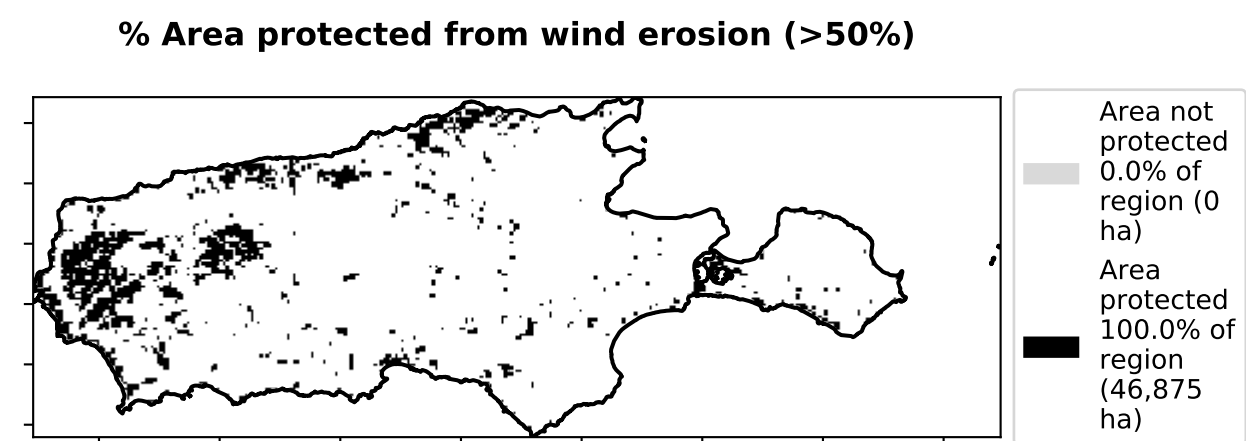 % Area protected from wind erosion (>50%)
Area not
protected
0.0% of
region (0
ha)
Area
protected
100.0% of
region
(46,875
ha)